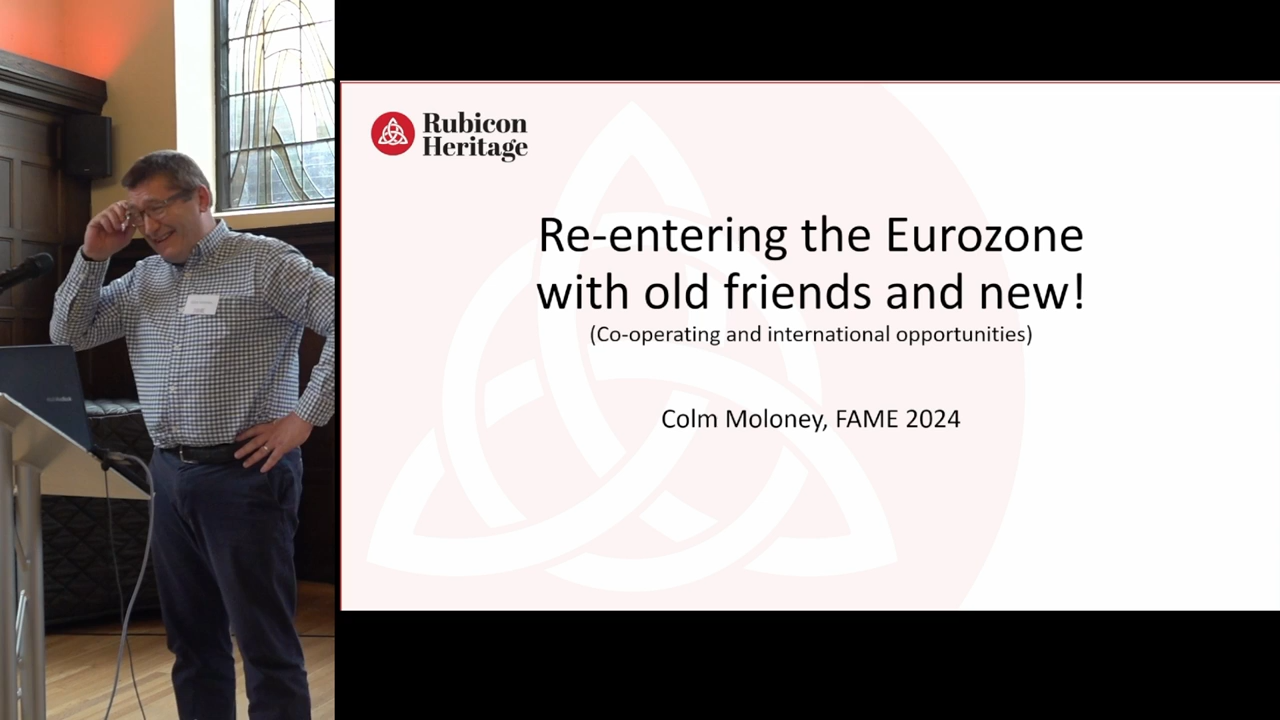 Rubicon
Heritage
Re-entering the Eurozone
with old friends and new!
(Co-operating and international opportunities)
Colm Moloney, FAME 2024